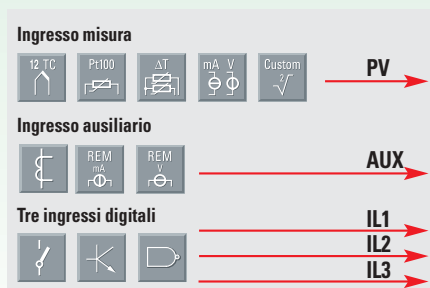 Ingresso misura
12 TC Pt100 ΔT mA V Custom
2√ PV
Ingresso ausiliario
REM REM
mA V AUX
Tre ingressi digitali
IL1
IL2
IL3